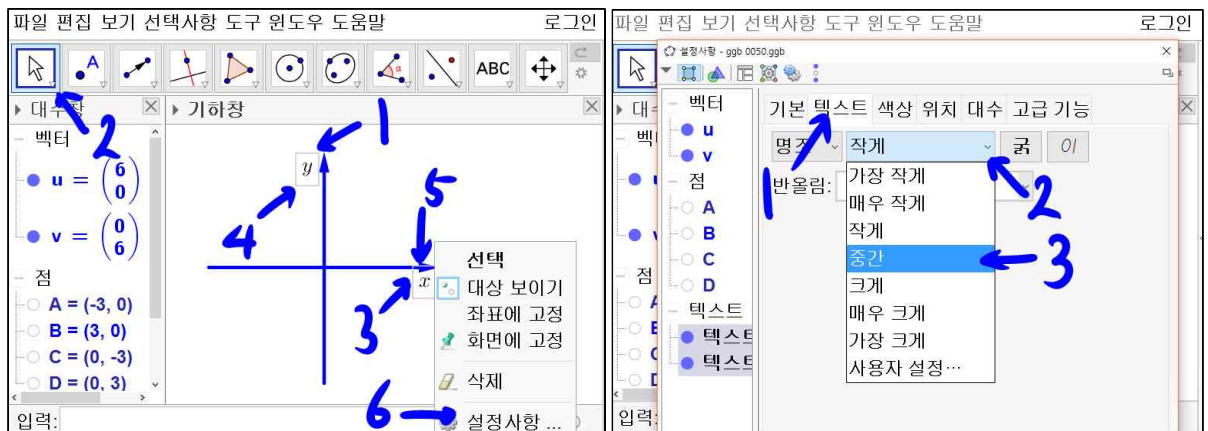 파일 편집 보기 선택사항 도구 윈도우 도움말 로그인
A
α
ABC
대수창
기하창
1
2
벡터
u = (6 0)
v = (0 6)
점
A = (-3, 0)
B = (3, 0)
C = (0, -3)
D = (0, 3)
y
4
5
x
3
선택
대상 보이기
좌표에 고정
화면에 고정
삭제
6
설정사항 ...
입력:
파일 편집 보기 선택사항 도구 윈도우 도움말 로그인
설정사항 - ggb 0050.ggb
벡터
u
v
점
A
B
C
D
텍스트
텍스트
텍스트
기본 텍스트 색상 위치 대수 고급 기능
명조 작게 굵 이
반올림:
1
2
3
가장 작게
매우 작게
작게
중간
크게
매우 크게
가장 크게
사용자 설정…
입력: